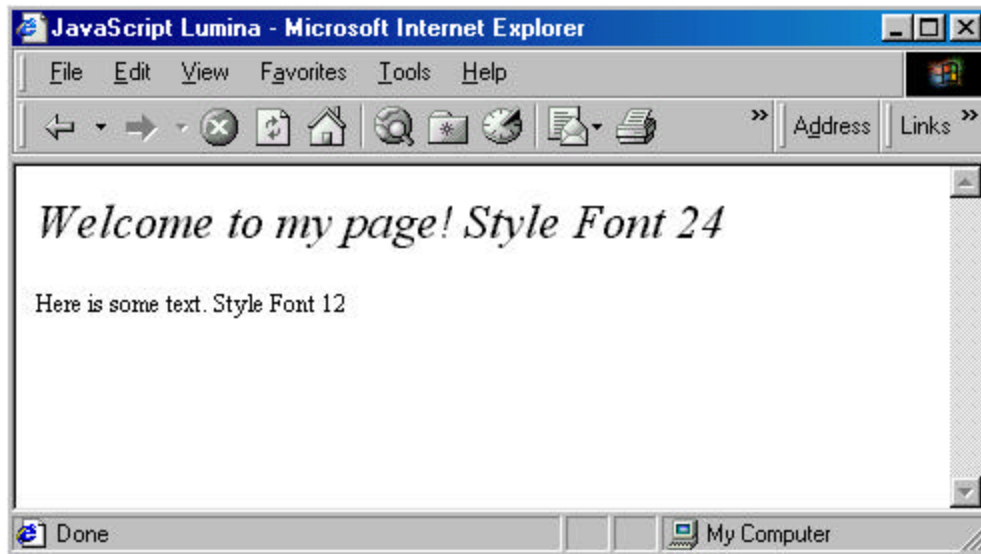 JavaScript Lumina - Microsoft Internet Explorer
File Edit View Favorites Tools Help
Address Links
Welcome to my page! Style Font 24
Here is some text. Style Font 12
Done My Computer